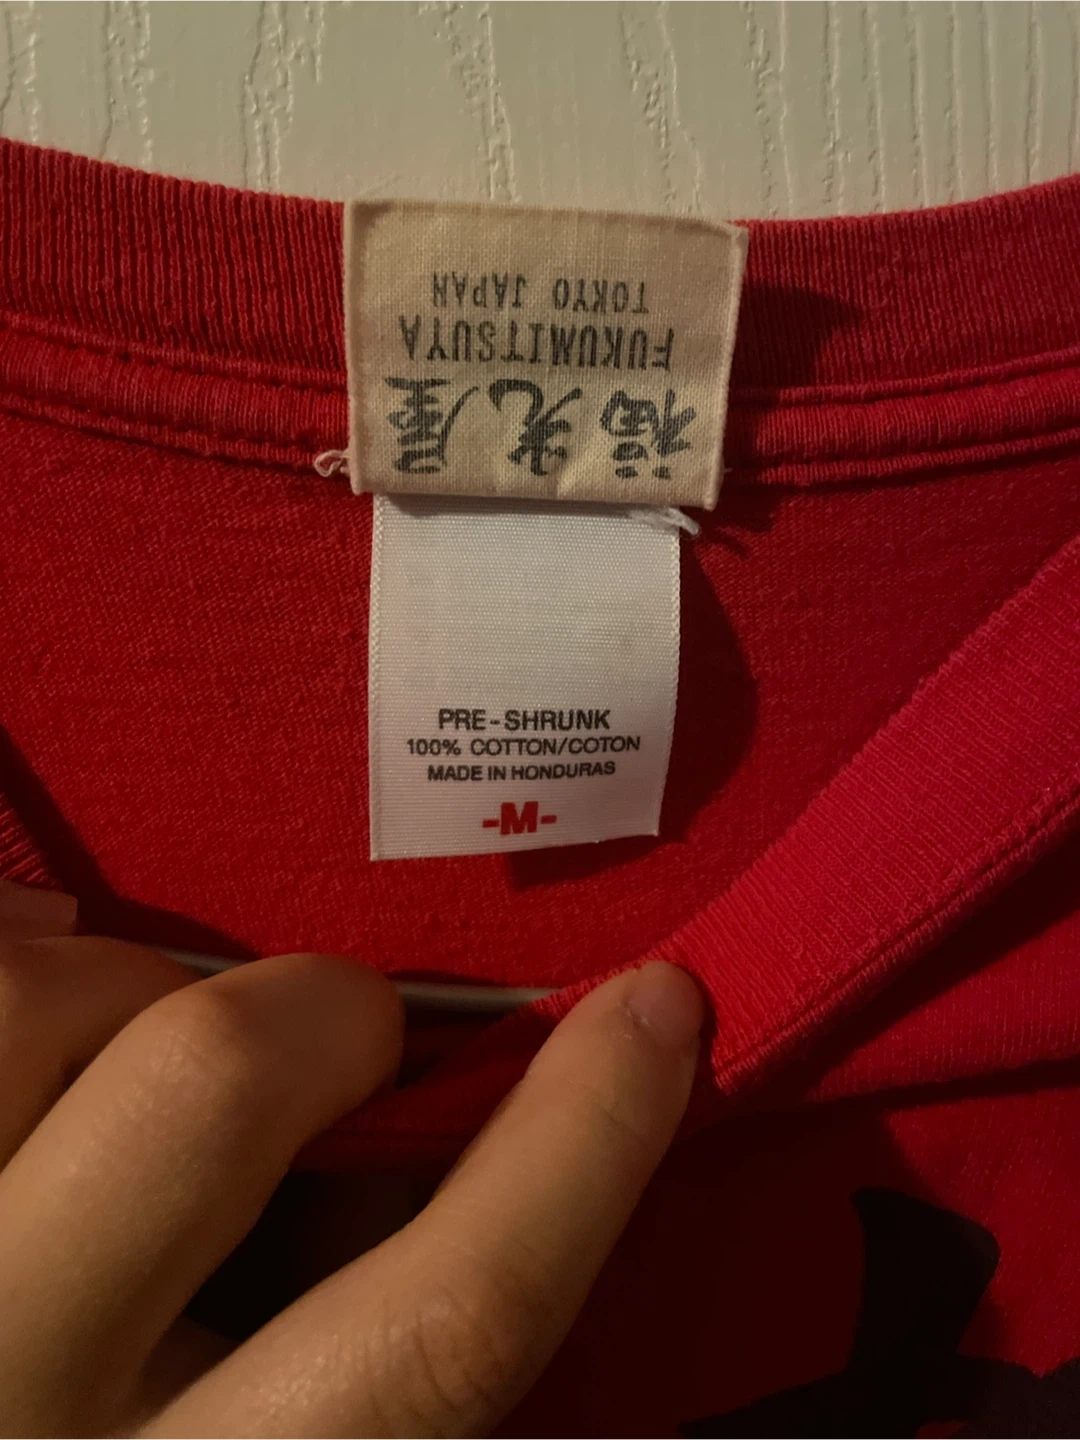 福光屋
FUKUMITSUYA
TOKYO JAPAN
PRE-SHRUNK
100% COTTON/COTON
MADE IN HONDURAS
-M-